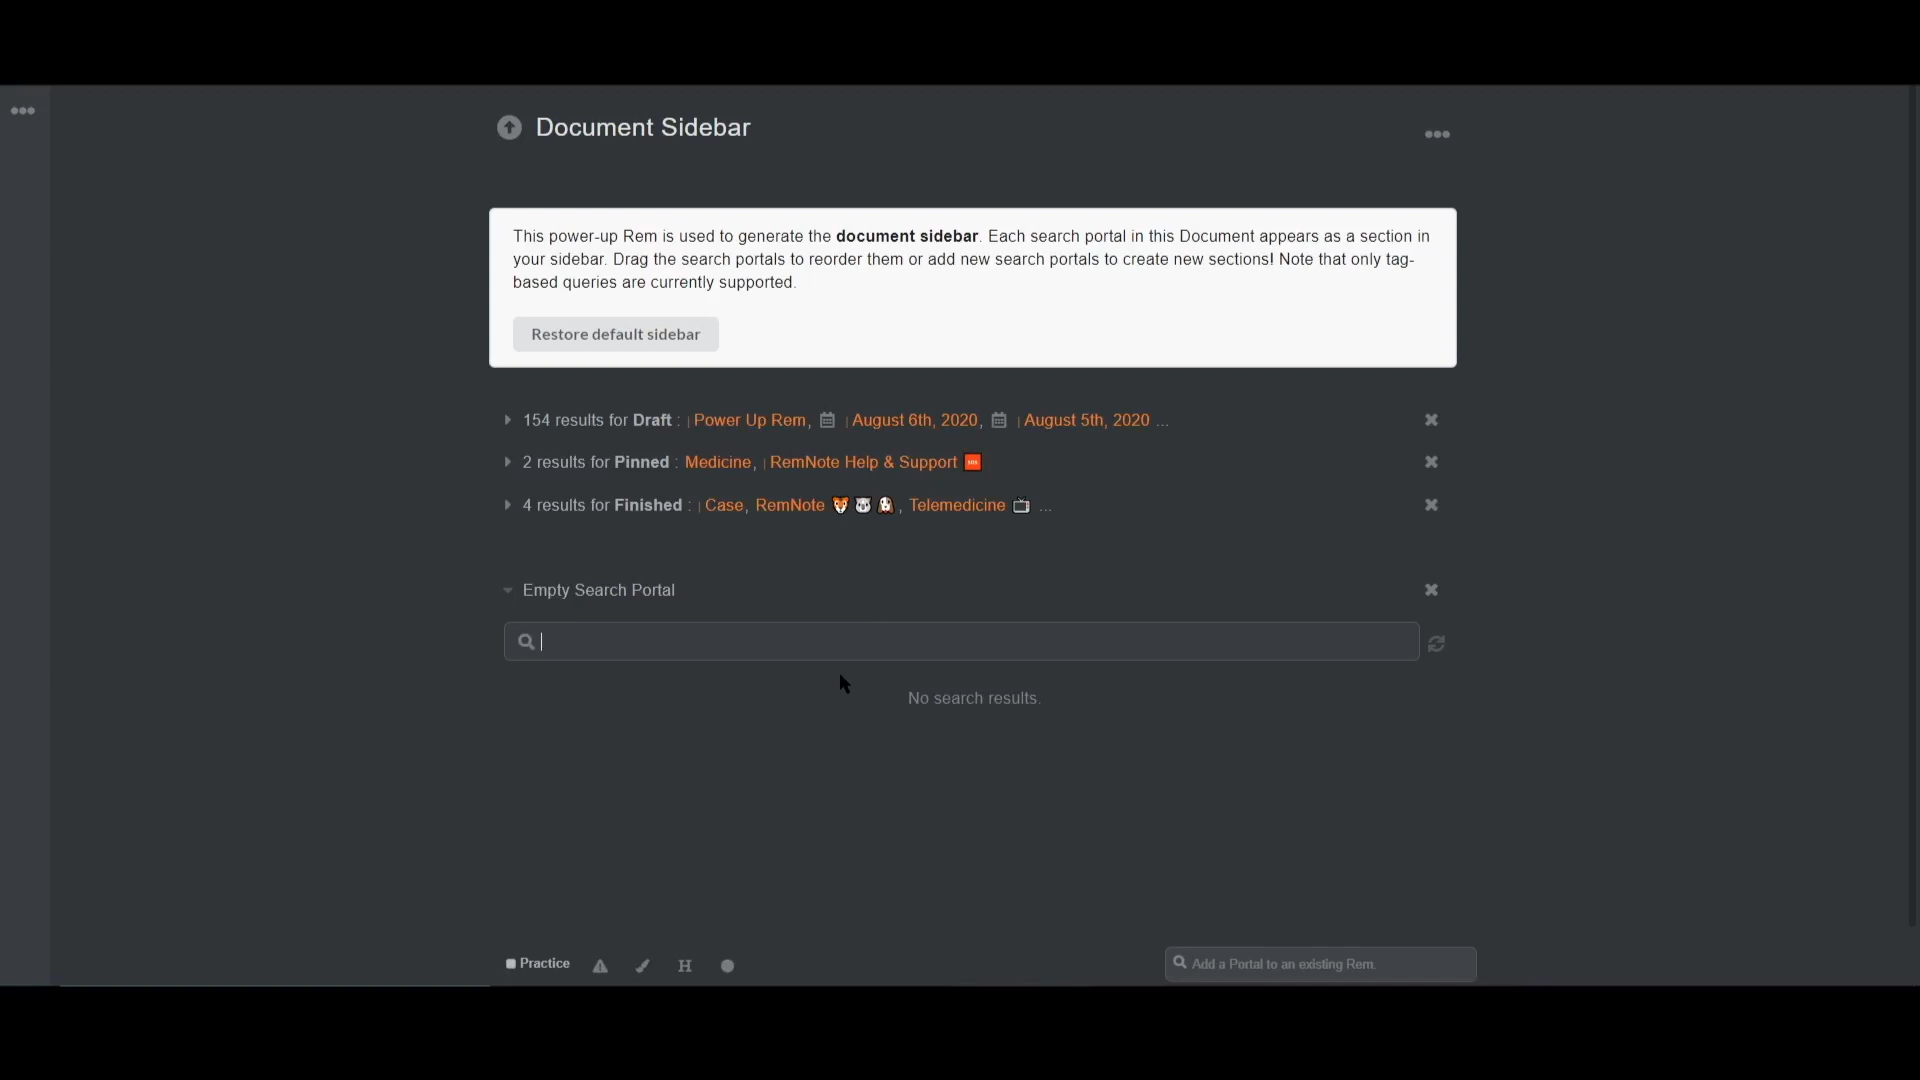 Document Sidebar
This power-up Rem is used to generate the document sidebar. Each search portal in this Document appears as a section in
your sidebar. Drag the search portals to reorder them or add new search portals to create new sections! Note that only tag-
based queries are currently supported.
Restore default sidebar
154 results for Draft : Power Up Rem, August 6th, 2020, August 5th, 2020 ...
2 results for Pinned : Medicine, RemNote Help & Support
4 results for Finished : Case, RemNote 🐯 🐨 🐶, Telemedicine 📺 ...
Empty Search Portal
No search results.
Practice H Add a Portal to an existing Rem.